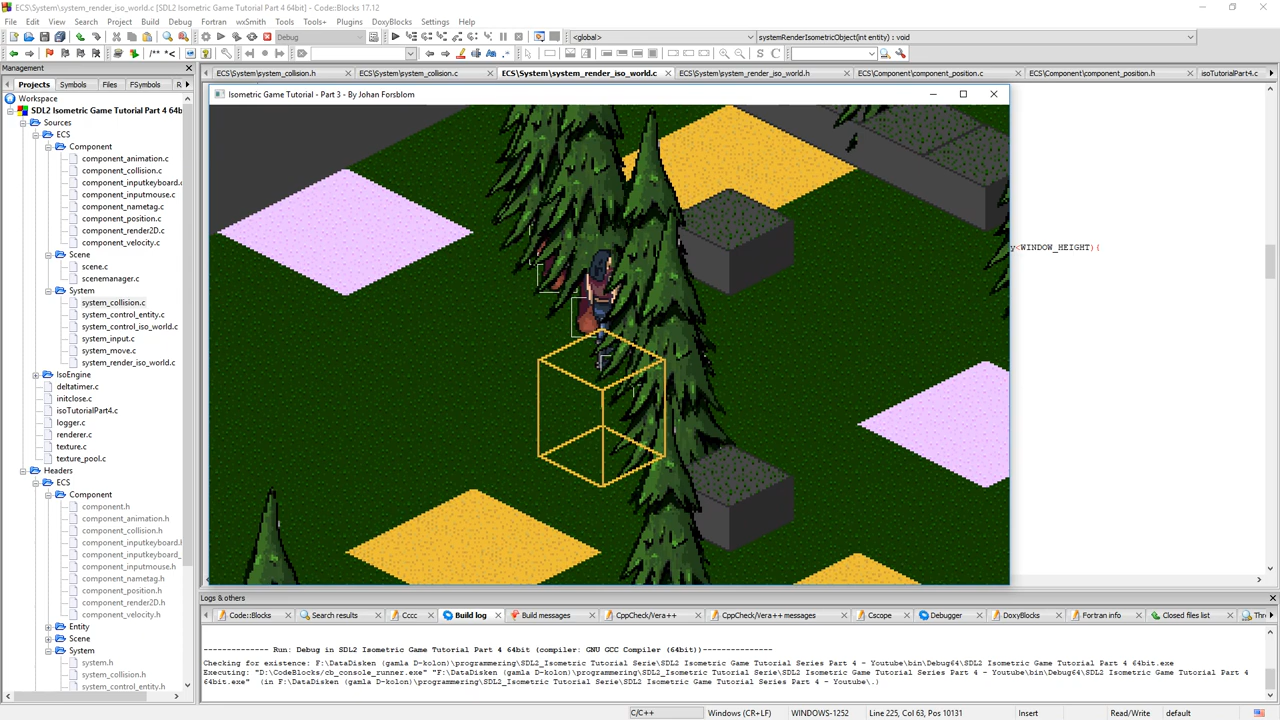 ECS\System\system_render_iso_world.c [SDL2 Isometric Game Tutorial Part 4 64bit] - Code::Blocks 17.12
File Edit View Search Project Build Debug Fortran wxSmith Tools Tools+ Plugins DoxyBlocks Settings Help
Debug <global> systemRenderIsometricObject(int entity) : void
Management
ECS\System\system_collision.h ECS\System\system_collision.c ECS\System\system_render_iso_world.c ECS\System\system_render_iso_world.h ECS\Component\component_position.c ECS\Component\component_position.h isoTutorialPart4.c
Projects Symbols Files FSymbols R
Isometric Game Tutorial - Part 3 - By Johan Forsblom
Workspace
SDL2 Isometric Game Tutorial Part 4 64b
Sources
ECS
Component
component_animation.c
component_collision.c
component_inputkeyboard.
component_inputmouse.c
component_nametag.c
component_position.c
component_render2D.c
component_velocity.c
Scene
scene.c
scenemanager.c
System
system_collision.c
system_control_entity.c
system_control_iso_world.c
system_input.c
system_move.c
system_render_iso_world.c
IsoEngine
deltatimer.c
initclose.c
isoTutorialPart4.c
logger.c
renderer.c
texture.c
texture_pool.c
Headers
ECS
Component
component.h
component_animation.h
component_collision.h
component_inputkeyboard.h
component_inputkeyboard_
component_inputmouse.h
component_nametag.h
component_position.h
component_render2D.h
component_velocity.h
Entity
Scene
System
system.h
system_collision.h
system_control_entity.h
y<WINDOW_HEIGHT){
Logs & others
Code::Blocks Search results Cccc Build log Build messages CppCheck/Vera++ CppCheck/Vera++ messages Cscope Debugger DoxyBlocks Fortran info Closed files list Thr
-------------- Run: Debug in SDL2 Isometric Game Tutorial Part 4 64bit (compiler: GNU GCC Compiler (64bit))---------------
Checking for existence: F:\DataDisken (gamla D-kolon)\programmering\SDL2_Isometric Tutorial Serie\SDL2 Isometric Game Tutorial Series Part 4 - Youtube\bin\Debug64\SDL2 Isometric Game Tutorial Part 4 64bit.exe
Executing: "D:\CodeBlocks/cb_console_runner.exe" "F:\DataDisken (gamla D-kolon)\programmering\SDL2_Isometric Tutorial Serie\SDL2 Isometric Game Tutorial Series Part 4 - Youtube\bin\Debug64\SDL2 Isometric Game Tutorial Part 4
64bit.exe" (in F:\DataDisken (gamla D-kolon)\programmering\SDL2_Isometric Tutorial Serie\SDL2 Isometric Game Tutorial Series Part 4 - Youtube\.)
C/C++ Windows (CR+LF) WINDOWS-1252 Line 225, Col 63, Pos 10131 Insert Read/Write default